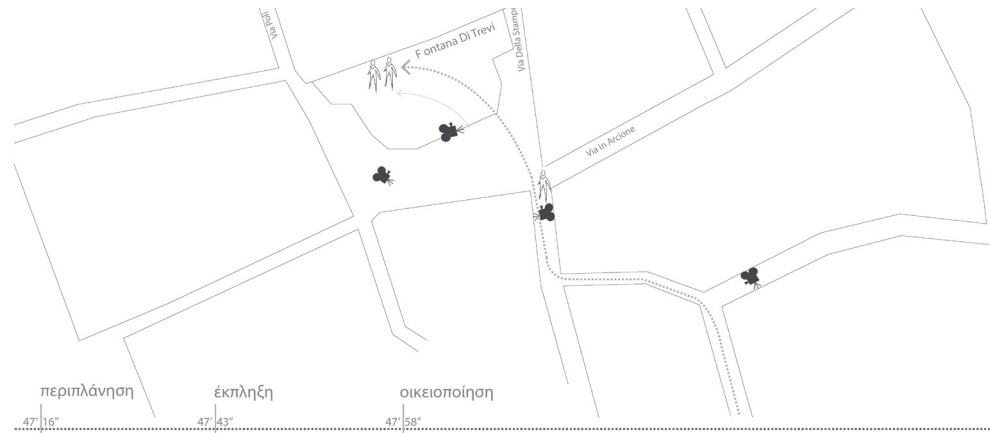 Via Poli
Fontana Di Trevi
Via Della Stamp
Via in Arcione
περιπλάνηση
έκπληξη
οικειοποίηση
47' 16"
47' 43"
47' 58"